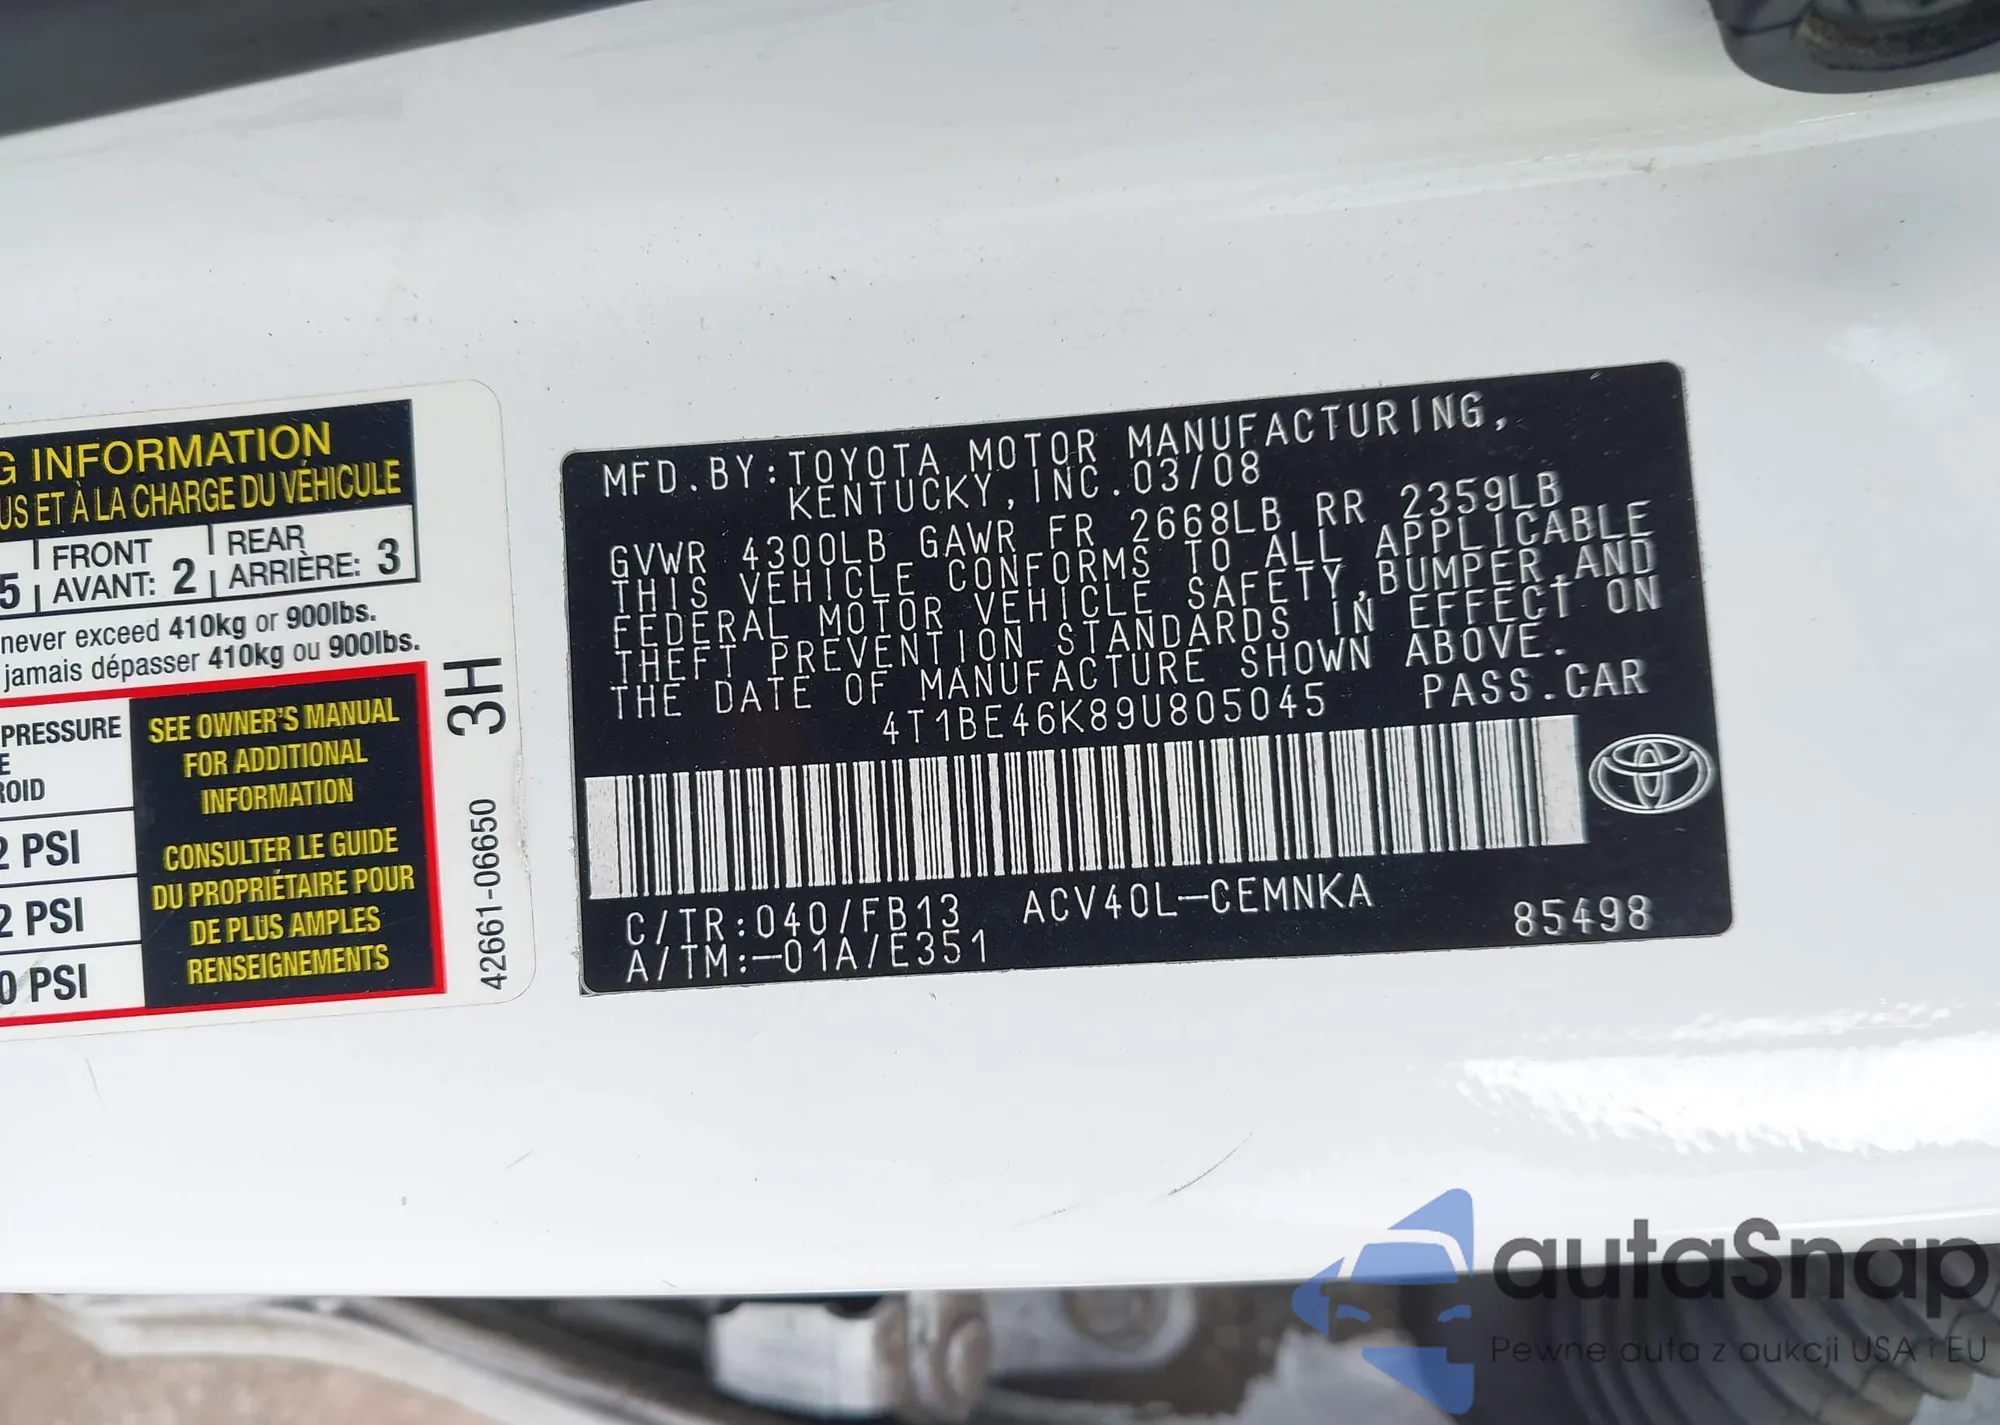 G INFORMATION
US ET À LA CHARGE DU VÉHICULE
5 FRONT AVANT: 2 REAR ARRIÈRE: 3
never exceed 410kg or 900lbs.
jamais dépasser 410kg ou 900lbs.
PRESSURE
E
ROID
2 PSI
2 PSI
0 PSI
SEE OWNER'S MANUAL
FOR ADDITIONAL
INFORMATION
CONSULTER LE GUIDE
DU PROPRIÉTAIRE POUR
DE PLUS AMPLES
RENSEIGNEMENTS
3H
42661-06650
MFD.BY:TOYOTA MOTOR MANUFACTURING,
KENTUCKY,INC.03/08
GVWR 4300LB GAWR FR 2668LB RR 2359LB
THIS VEHICLE CONFORMS TO ALL APPLICABLE
FEDERAL MOTOR VEHICLE SAFETY,BUMPER,AND
THEFT PREVENTION STANDARDS IN EFFECT ON
THE DATE OF MANUFACTURE SHOWN ABOVE.
4T1BE46K89U805045 PASS.CAR
C/TR:040/FB13 ACV40L-CEMNKA
A/TM:-01A/E351 85498
autaSnap
Pewne auta z aukcji USA i EU